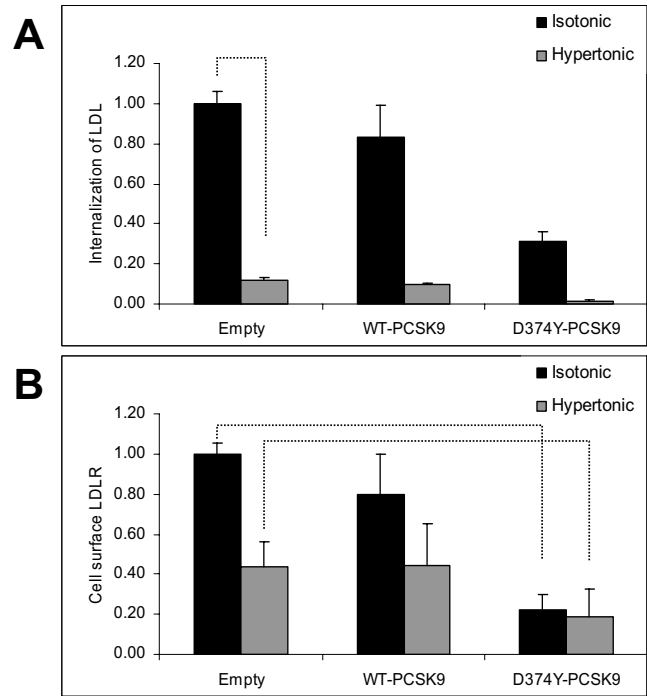 A
Isotonic
Hypertonic
Internalization of LDL
1.20
1.00
0.80
0.60
0.40
0.20
0.00
Empty WT-PCSK9 D374Y-PCSK9
B
Isotonic
Hypertonic
Cell surface LDLR
1.20
1.00
0.80
0.60
0.40
0.20
0.00
Empty WT-PCSK9 D374Y-PCSK9